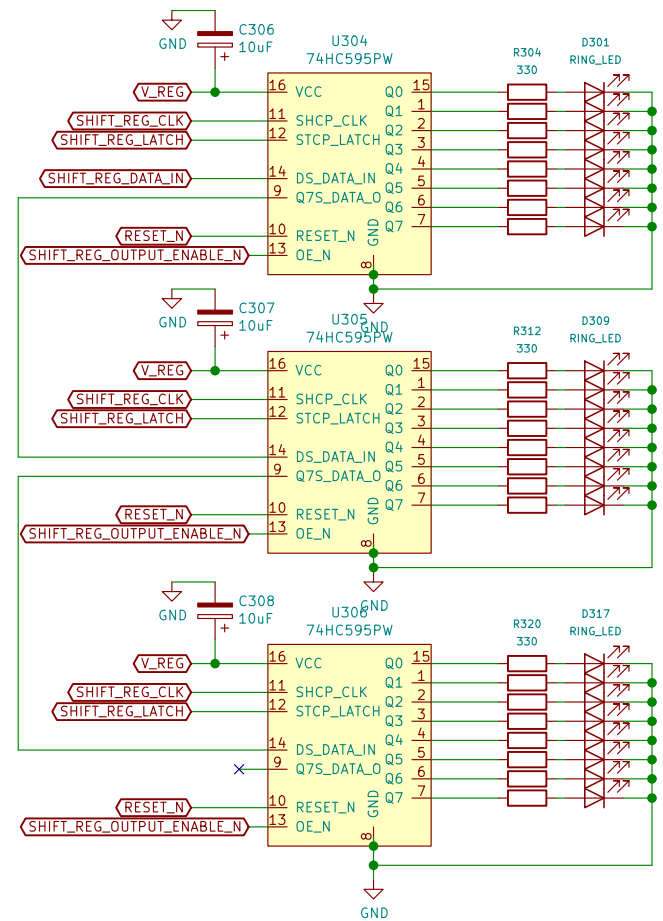 C306
10uF
GND
U304
74HC595PW
R304
330
D301
RING_LED
V_REG 16 VCC Q0 15
Q1 1
SHIFT_REG_CLK 11 SHCP_CLK
Q2 2
SHIFT_REG_LATCH 12 STCP_LATCH
Q3 3
Q4 4
SHIFT_REG_DATA_IN 14 DS_DATA_IN
Q5 5
9 Q7S_DATA_O
Q6 6
Q7 7
RESET_N 10 RESET_N
SHIFT_REG_OUTPUT_ENABLE_N 13 OE_N
GND
8
GND
C307
10uF
GND
U305
74HC595PW
R312
330
D309
RING_LED
V_REG 16 VCC Q0 15
Q1 1
SHIFT_REG_CLK 11 SHCP_CLK
Q2 2
SHIFT_REG_LATCH 12 STCP_LATCH
Q3 3
Q4 4
14 DS_DATA_IN
Q5 5
9 Q7S_DATA_O
Q6 6
Q7 7
RESET_N 10 RESET_N
SHIFT_REG_OUTPUT_ENABLE_N 13 OE_N
GND
8
GND
C308
10uF
GND
U306
74HC595PW
R320
330
D317
RING_LED
V_REG 16 VCC Q0 15
Q1 1
SHIFT_REG_CLK 11 SHCP_CLK
Q2 2
SHIFT_REG_LATCH 12 STCP_LATCH
Q3 3
Q4 4
14 DS_DATA_IN
Q5 5
9 Q7S_DATA_O
Q6 6
Q7 7
RESET_N 10 RESET_N
SHIFT_REG_OUTPUT_ENABLE_N 13 OE_N
GND
8
GND